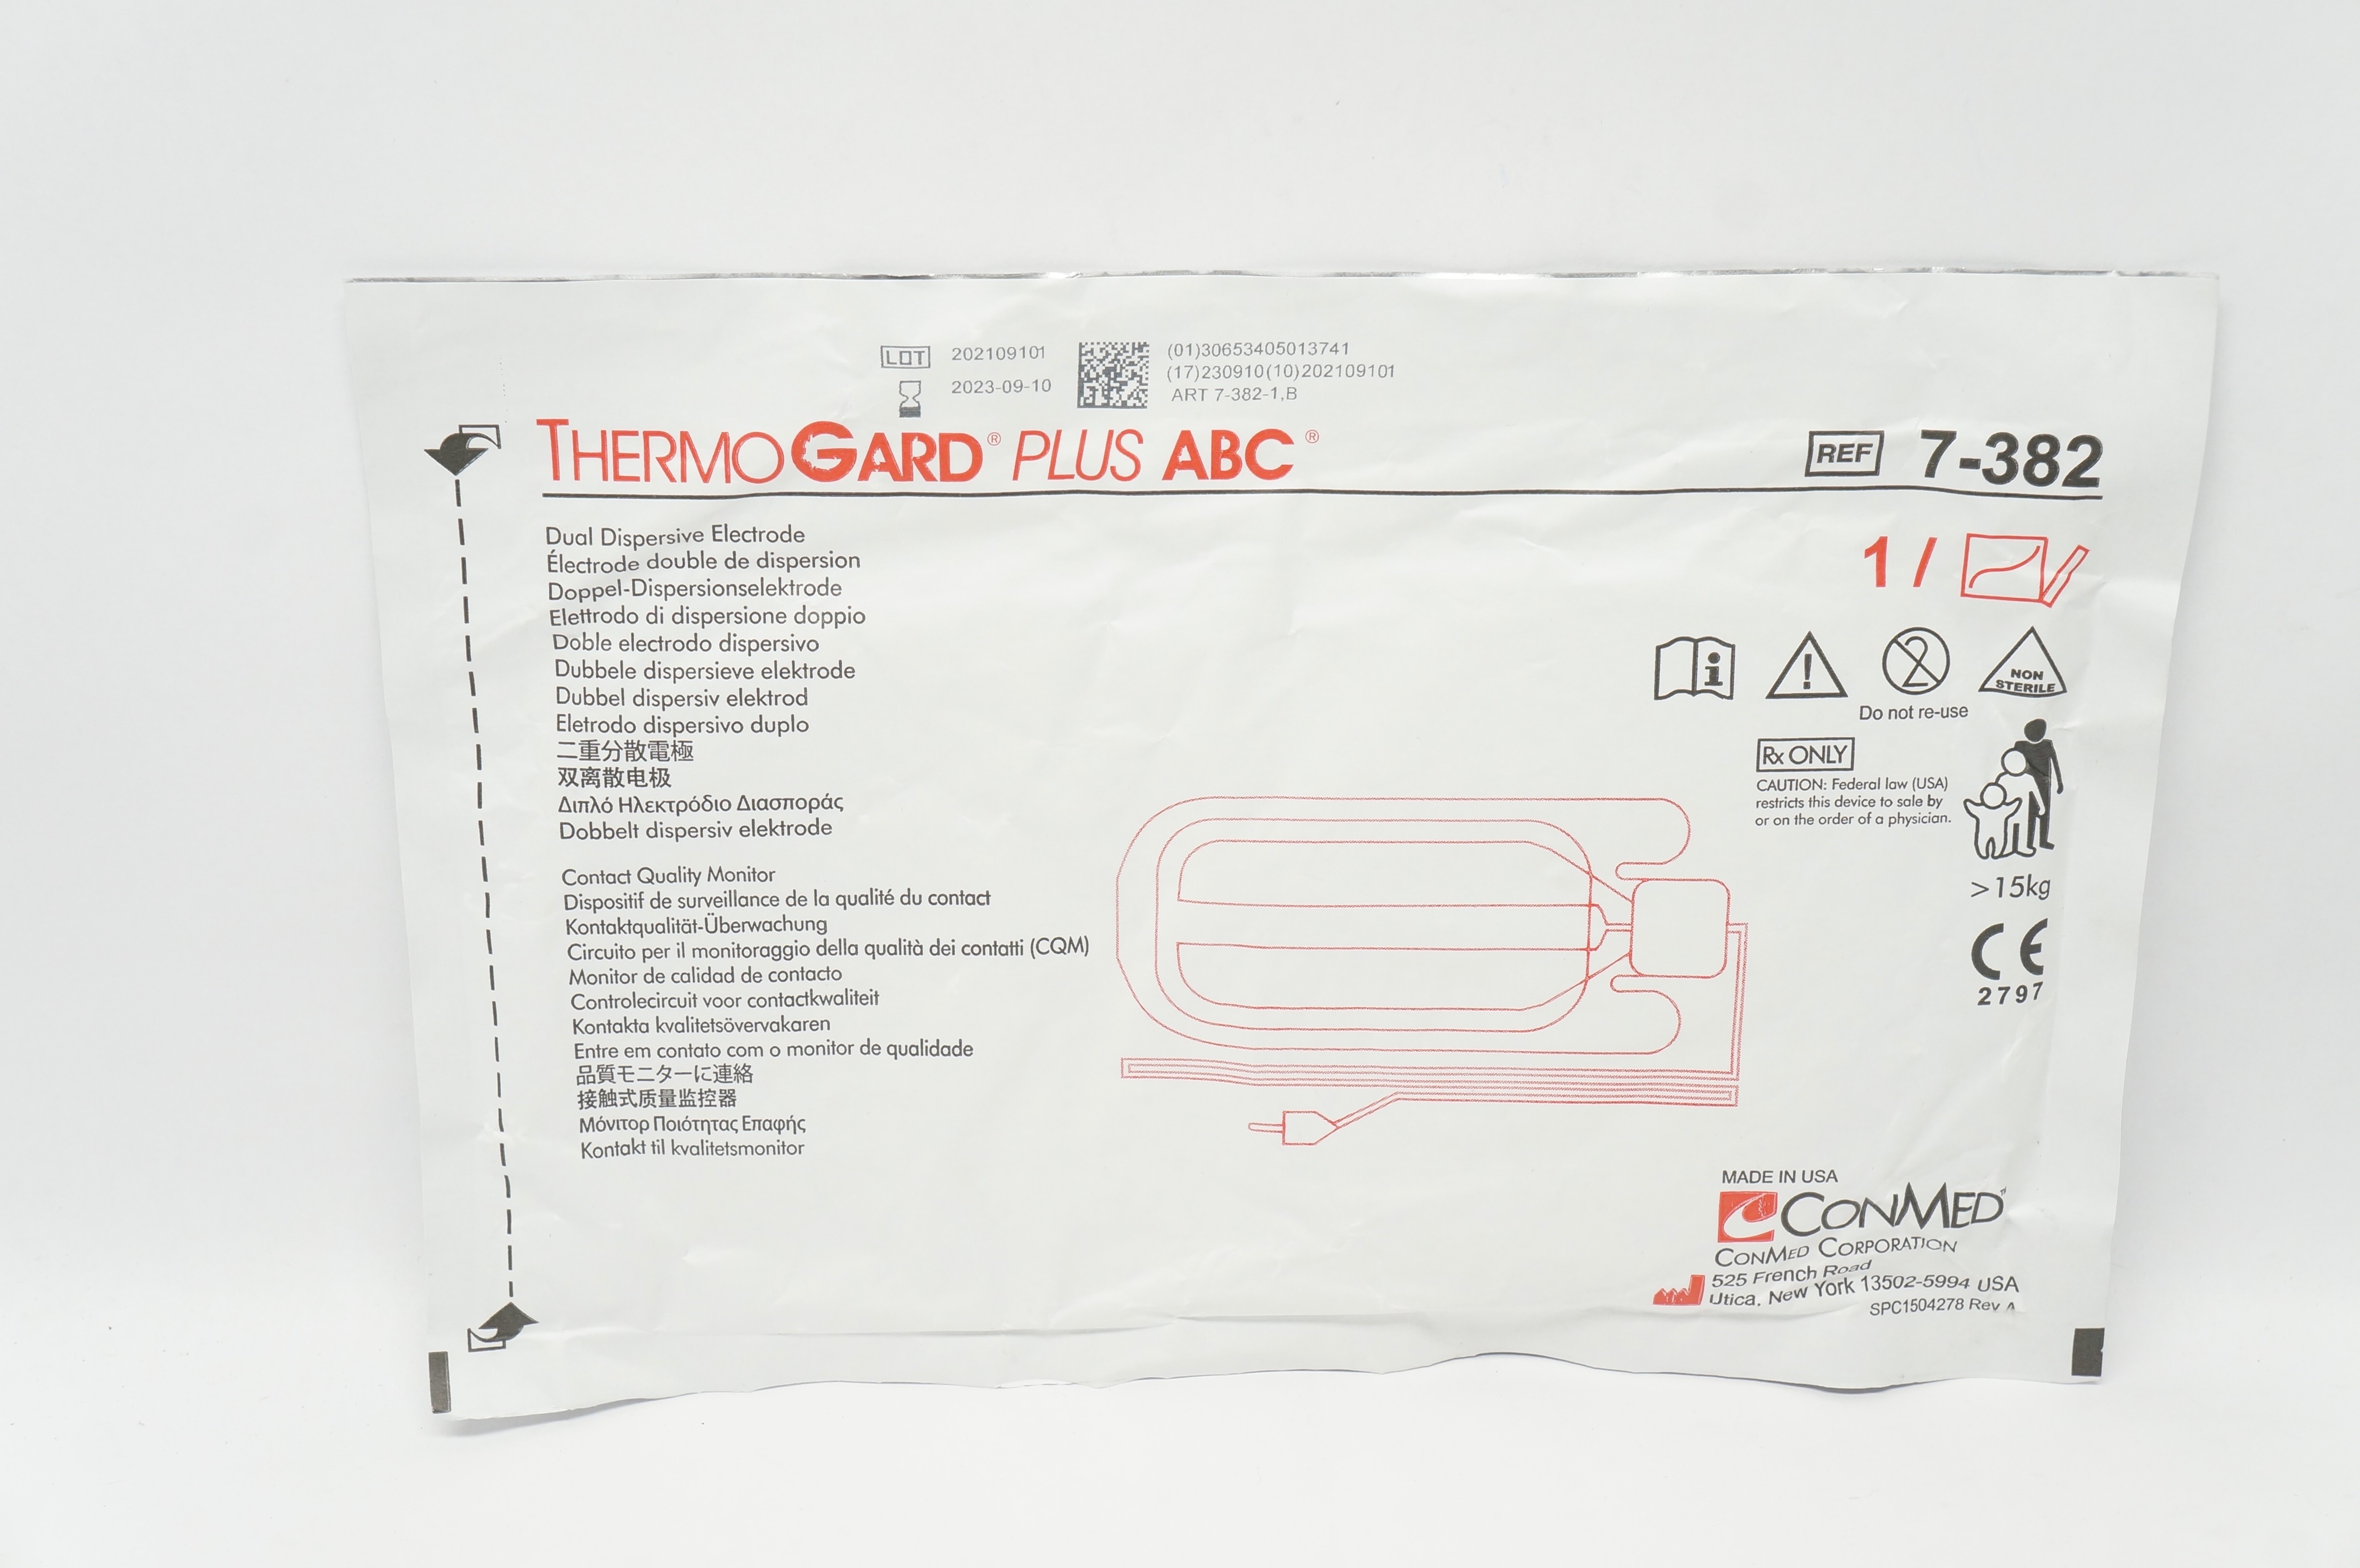 LOT 202109101
2023-09-10
(01)30653405013741
(17)230910(10)202109101
ART 7-382-1,B
THERMOGARD® PLUS ABC®
REF 7-382
Dual Dispersive Electrode
Électrode double de dispersion
Doppel-Dispersionselektrode
Elettrodo di dispersione doppio
Doble electrodo dispersivo
Dubbele dispersieve elektrode
Dubbel dispersiv elektrod
Eletrodo dispersivo duplo
二重分散電極
双离散电极
Διπλό Ηλεκτρόδιο Διασποράς
Dobbelt dispersiv elektrode
Contact Quality Monitor
Dispositif de surveillance de la qualité du contact
Kontaktqualität-Überwachung
Circuito per il monitoraggio della qualità dei contatti (CQM)
Monitor de calidad de contacto
Controlecircuit voor contactkwaliteit
Kontakta kvalitetsövervakaren
Entre em contato com o monitor de qualidade
品質モニターに連絡
接触式质量监控器
Μόνιτορ Ποιότητας Επαφής
Kontakt til kvalitetsmonitor
1 /
2
NON
STERILE
Do not re-use
Rx ONLY
CAUTION: Federal law (USA)
restricts this device to sale by
or on the order of a physician.
>15kg
CE
2797
MADE IN USA
CONMED™
CONMED CORPORATION
525 French Road
Utica, New York 13502-5994 USA
SPC1504278 Rev A